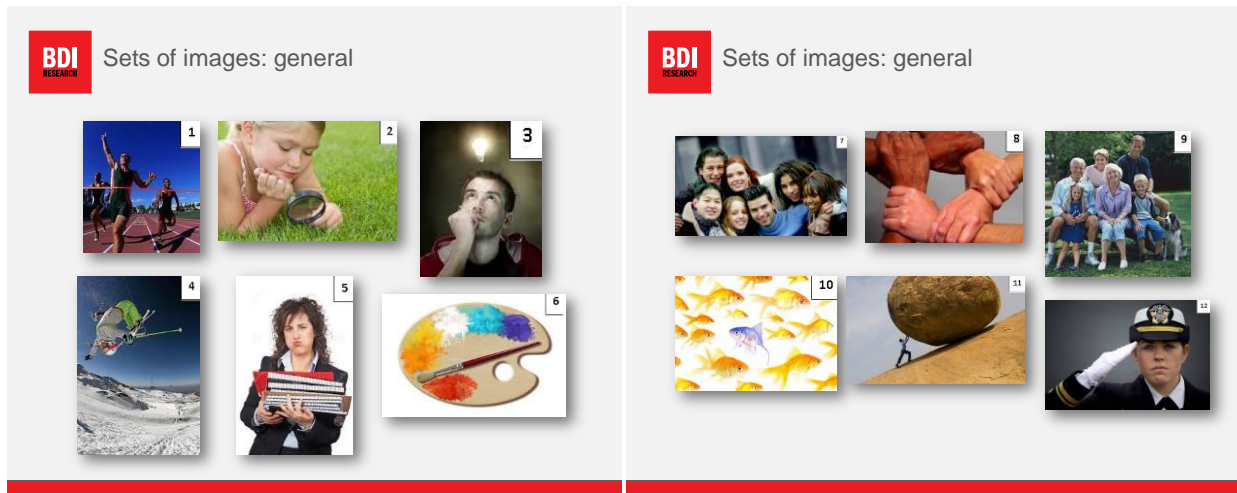 BDI
RESEARCH
Sets of images: general
1
2
3
4
5
6
BDI
RESEARCH
Sets of images: general
7
8
9
10
11
12